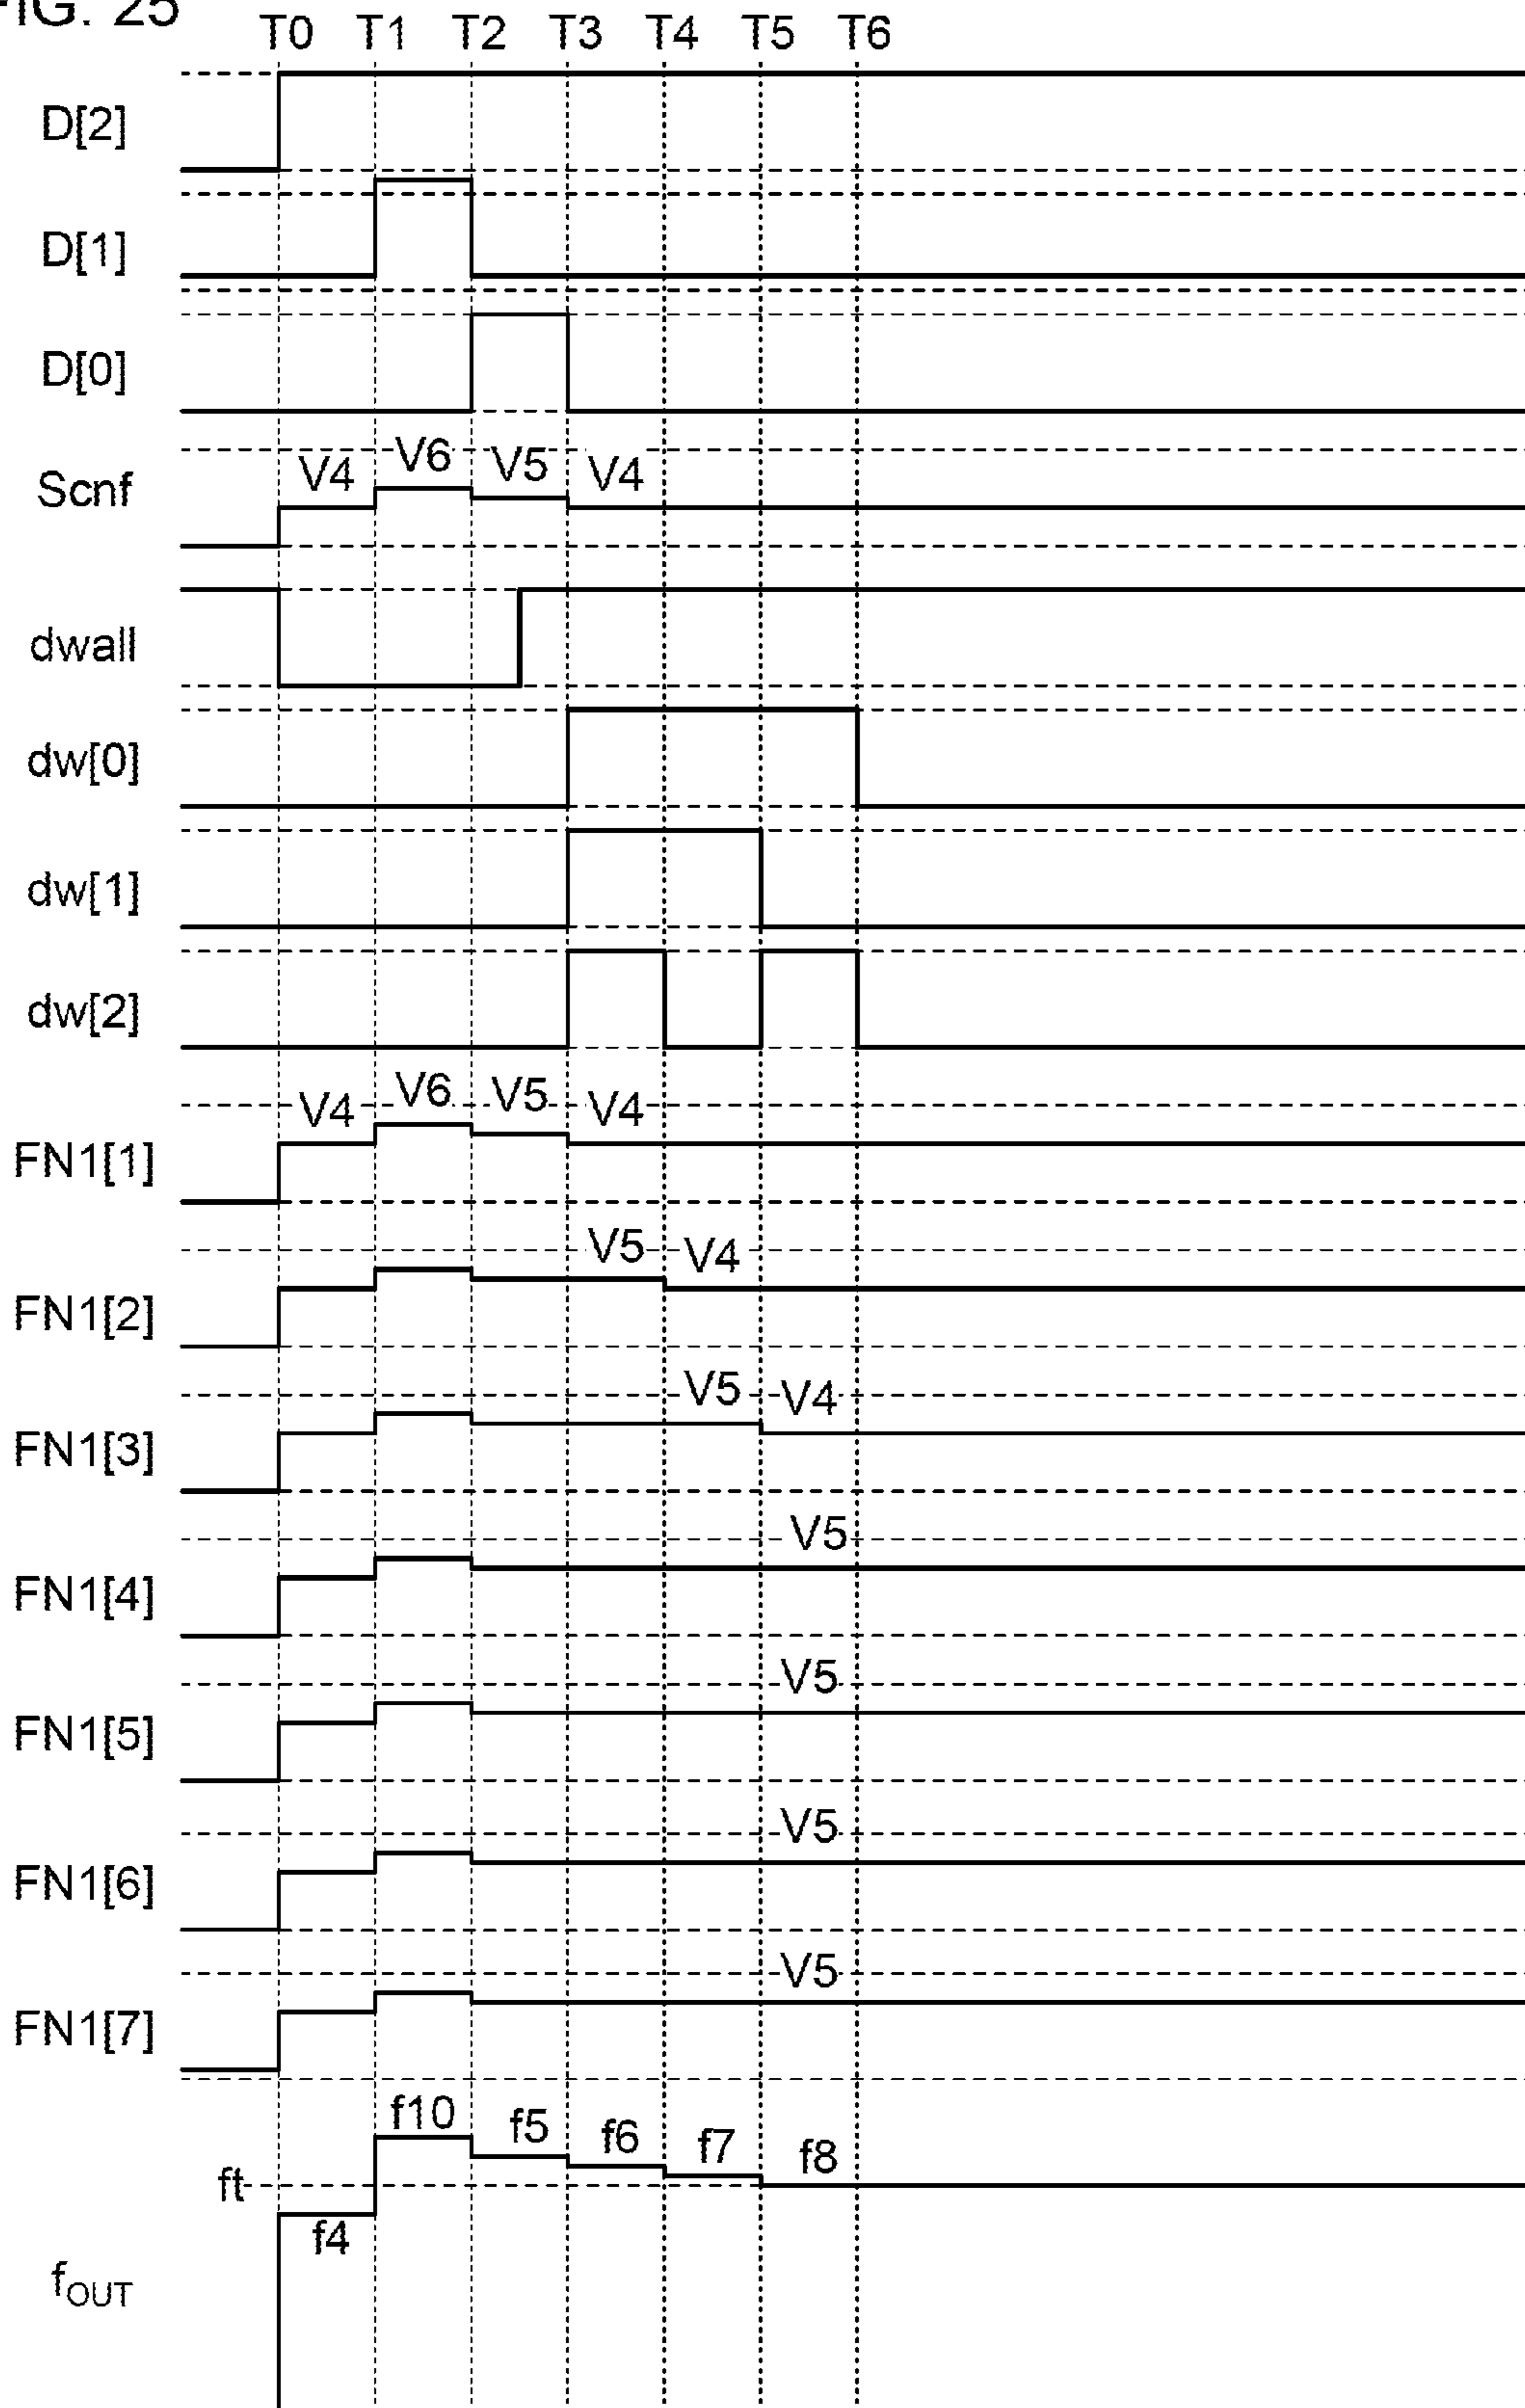 FIG. 25
T0 T1 T2 T3 T4 T5 T6
D[2]
D[1]
D[0]
Scnf V4 V6 V5 V4
dwall
dw[0]
dw[1]
dw[2]
FN1[1] V4 V6 V5 V4
FN1[2] V5 V4
FN1[3] V5 V4
FN1[4] V5
FN1[5] V5
FN1[6] V5
FN1[7] V5
f10 f5 f6 f7 f8
ft
f4
fOUT